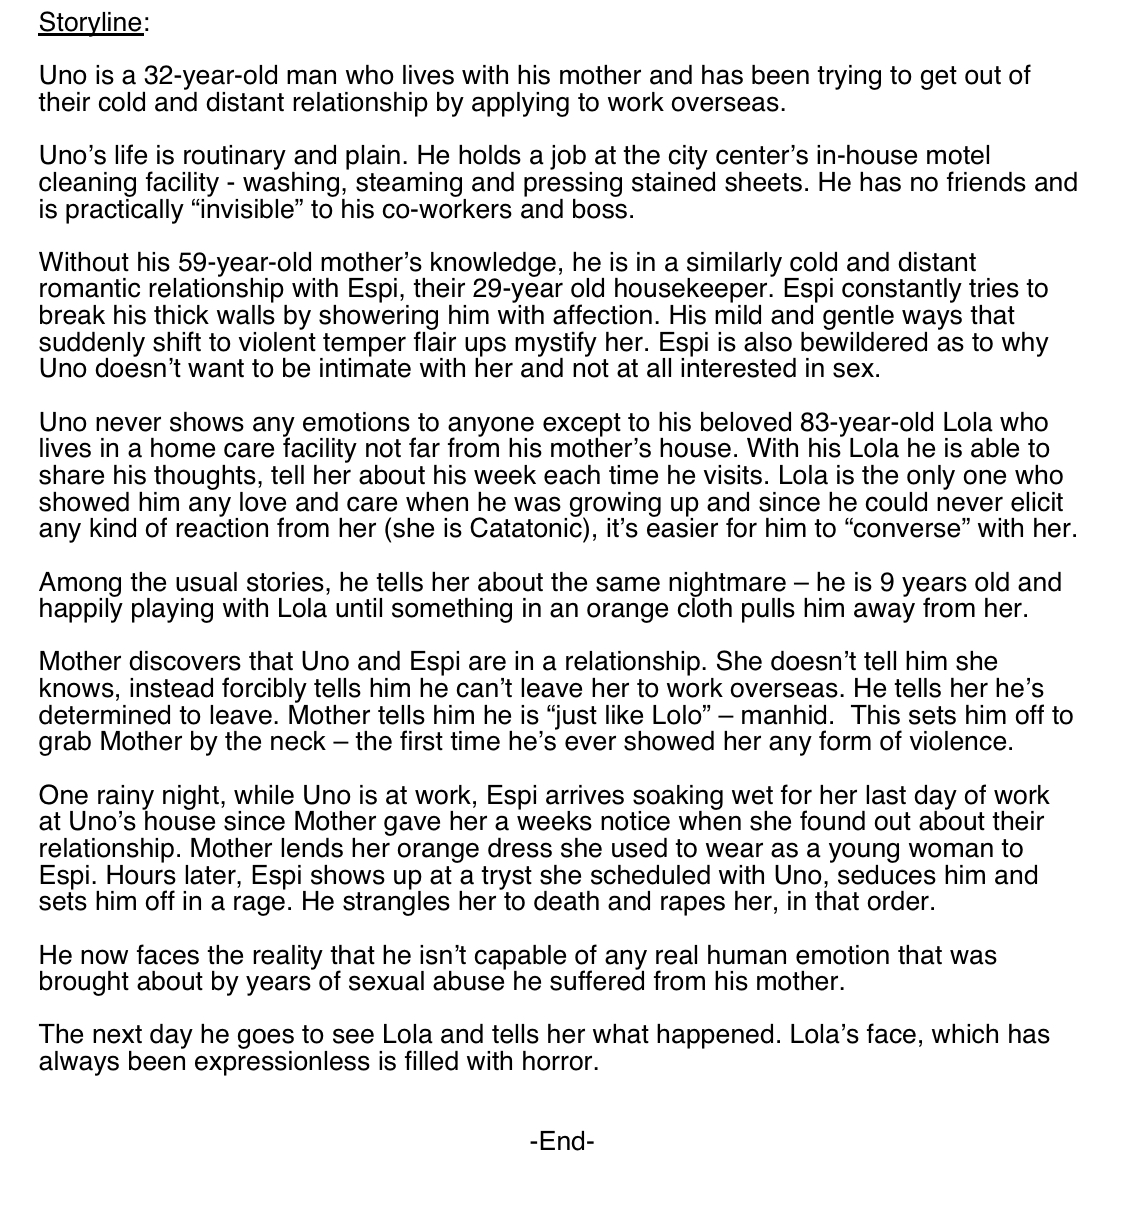 Storyline:
Uno is a 32-year-old man who lives with his mother and has been trying to get out of
their cold and distant relationship by applying to work overseas.
Uno’s life is routinary and plain. He holds a job at the city center’s in-house motel
cleaning facility - washing, steaming and pressing stained sheets. He has no friends and
is practically “invisible” to his co-workers and boss.
Without his 59-year-old mother’s knowledge, he is in a similarly cold and distant
romantic relationship with Espi, their 29-year old housekeeper. Espi constantly tries to
break his thick walls by showering him with affection. His mild and gentle ways that
suddenly shift to violent temper flair ups mystify her. Espi is also bewildered as to why
Uno doesn’t want to be intimate with her and not at all interested in sex.
Uno never shows any emotions to anyone except to his beloved 83-year-old Lola who
lives in a home care facility not far from his mother’s house. With his Lola he is able to
share his thoughts, tell her about his week each time he visits. Lola is the only one who
showed him any love and care when he was growing up and since he could never elicit
any kind of reaction from her (she is Catatonic), it’s easier for him to “converse” with her.
Among the usual stories, he tells her about the same nightmare – he is 9 years old and
happily playing with Lola until something in an orange cloth pulls him away from her.
Mother discovers that Uno and Espi are in a relationship. She doesn’t tell him she
knows, instead forcibly tells him he can’t leave her to work overseas. He tells her he’s
determined to leave. Mother tells him he is “just like Lolo” – manhid.  This sets him off to
grab Mother by the neck – the first time he’s ever showed her any form of violence.
One rainy night, while Uno is at work, Espi arrives soaking wet for her last day of work
at Uno’s house since Mother gave her a weeks notice when she found out about their
relationship. Mother lends her orange dress she used to wear as a young woman to
Espi. Hours later, Espi shows up at a tryst she scheduled with Uno, seduces him and
sets him off in a rage. He strangles her to death and rapes her, in that order.
He now faces the reality that he isn’t capable of any real human emotion that was
brought about by years of sexual abuse he suffered from his mother.
The next day he goes to see Lola and tells her what happened. Lola’s face, which has
always been expressionless is filled with horror.
-End-